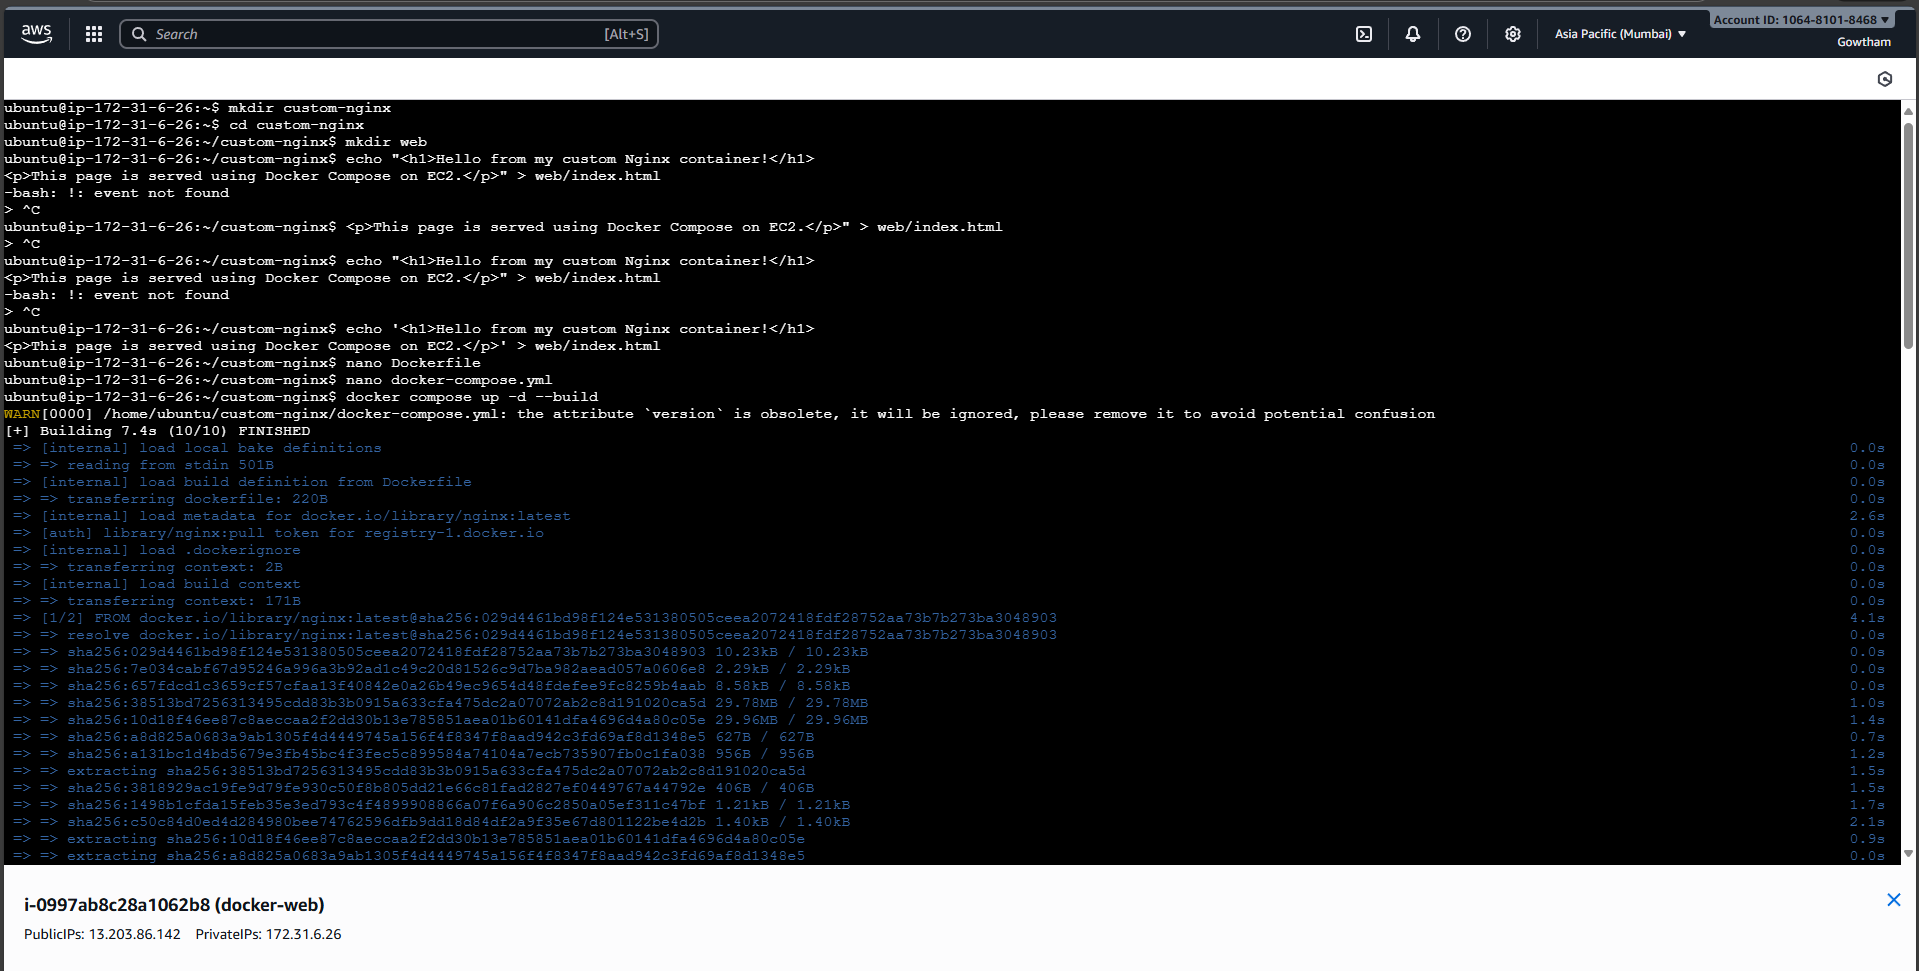 aws
Search [Alt+S]
Asia Pacific (Mumbai) ▼
Account ID: 1064-8101-8468 ▼
Gowtham
ubuntu@ip-172-31-6-26:~$ mkdir custom-nginx
ubuntu@ip-172-31-6-26:~$ cd custom-nginx
ubuntu@ip-172-31-6-26:~/custom-nginx$ mkdir web
ubuntu@ip-172-31-6-26:~/custom-nginx$ echo "<h1>Hello from my custom Nginx container!</h1>
<p>This page is served using Docker Compose on EC2.</p>" > web/index.html
-bash: !: event not found
> ^C
ubuntu@ip-172-31-6-26:~/custom-nginx$ <p>This page is served using Docker Compose on EC2.</p>" > web/index.html
> ^C
ubuntu@ip-172-31-6-26:~/custom-nginx$ echo "<h1>Hello from my custom Nginx container!</h1>
<p>This page is served using Docker Compose on EC2.</p>" > web/index.html
-bash: !: event not found
> ^C
ubuntu@ip-172-31-6-26:~/custom-nginx$ echo '<h1>Hello from my custom Nginx container!</h1>
<p>This page is served using Docker Compose on EC2.</p>' > web/index.html
ubuntu@ip-172-31-6-26:~/custom-nginx$ nano Dockerfile
ubuntu@ip-172-31-6-26:~/custom-nginx$ nano docker-compose.yml
ubuntu@ip-172-31-6-26:~/custom-nginx$ docker compose up -d --build
WARN[0000] /home/ubuntu/custom-nginx/docker-compose.yml: the attribute `version` is obsolete, it will be ignored, please remove it to avoid potential confusion
[+] Building 7.4s (10/10) FINISHED
=> [internal] load local bake definitions 0.0s
=> => reading from stdin 501B 0.0s
=> [internal] load build definition from Dockerfile 0.0s
=> => transferring dockerfile: 220B 0.0s
=> [internal] load metadata for docker.io/library/nginx:latest 2.6s
=> [auth] library/nginx:pull token for registry-1.docker.io 0.0s
=> [internal] load .dockerignore 0.0s
=> => transferring context: 2B 0.0s
=> [internal] load build context 0.0s
=> => transferring context: 171B 0.0s
=> [1/2] FROM docker.io/library/nginx:latest@sha256:029d4461bd98f124e531380505ceea2072418fdf28752aa73b7b273ba3048903 4.1s
=> => resolve docker.io/library/nginx:latest@sha256:029d4461bd98f124e531380505ceea2072418fdf28752aa73b7b273ba3048903 0.0s
=> => sha256:029d4461bd98f124e531380505ceea2072418fdf28752aa73b7b273ba3048903 10.23kB / 10.23kB 0.0s
=> => sha256:7e034cabf67d95246a996a3b92ad1c49c20d81526c9d7ba982aead057a0606e8 2.29kB / 2.29kB 0.0s
=> => sha256:657fdcd1c3659cf57cfaa13f40842e0a26b49ec9654d48fdefee9fc8259b4aab 8.58kB / 8.58kB 0.0s
=> => sha256:38513bd7256313495cdd83b3b0915a633cfa475dc2a07072ab2c8d191020ca5d 29.78MB / 29.78MB 1.0s
=> => sha256:10d18f46ee87c8aeccaa2f2dd30b13e785851aea01b60141dfa4696d4a80c05e 29.96MB / 29.96MB 1.4s
=> => sha256:a8d825a0683a9ab1305f4d4449745a156f4f8347f8aad942c3fd69af8d1348e5 627B / 627B 0.7s
=> => sha256:a131bc1d4bd5679e3fb45bc4f3fec5c899584a74104a7ecb735907fb0c1fa038 956B / 956B 1.2s
=> => extracting sha256:38513bd7256313495cdd83b3b0915a633cfa475dc2a07072ab2c8d191020ca5d 1.5s
=> => sha256:3818929ac19fe9d79fe930c50f8b805dd21e66c81fad2827ef0449767a44792e 406B / 406B 1.5s
=> => sha256:1498b1cfda15feb35e3ed793c4f4899908866a07f6a906c2850a05ef311c47bf 1.21kB / 1.21kB 1.7s
=> => sha256:c50c84d0ed4d284980bee74762596dfb9dd18d84df2a9f35e67d801122be4d2b 1.40kB / 1.40kB 2.1s
=> => extracting sha256:10d18f46ee87c8aeccaa2f2dd30b13e785851aea01b60141dfa4696d4a80c05e 0.9s
=> => extracting sha256:a8d825a0683a9ab1305f4d4449745a156f4f8347f8aad942c3fd69af8d1348e5 0.0s
i-0997ab8c28a1062b8 (docker-web)
PublicIPs: 13.203.86.142 PrivateIPs: 172.31.6.26